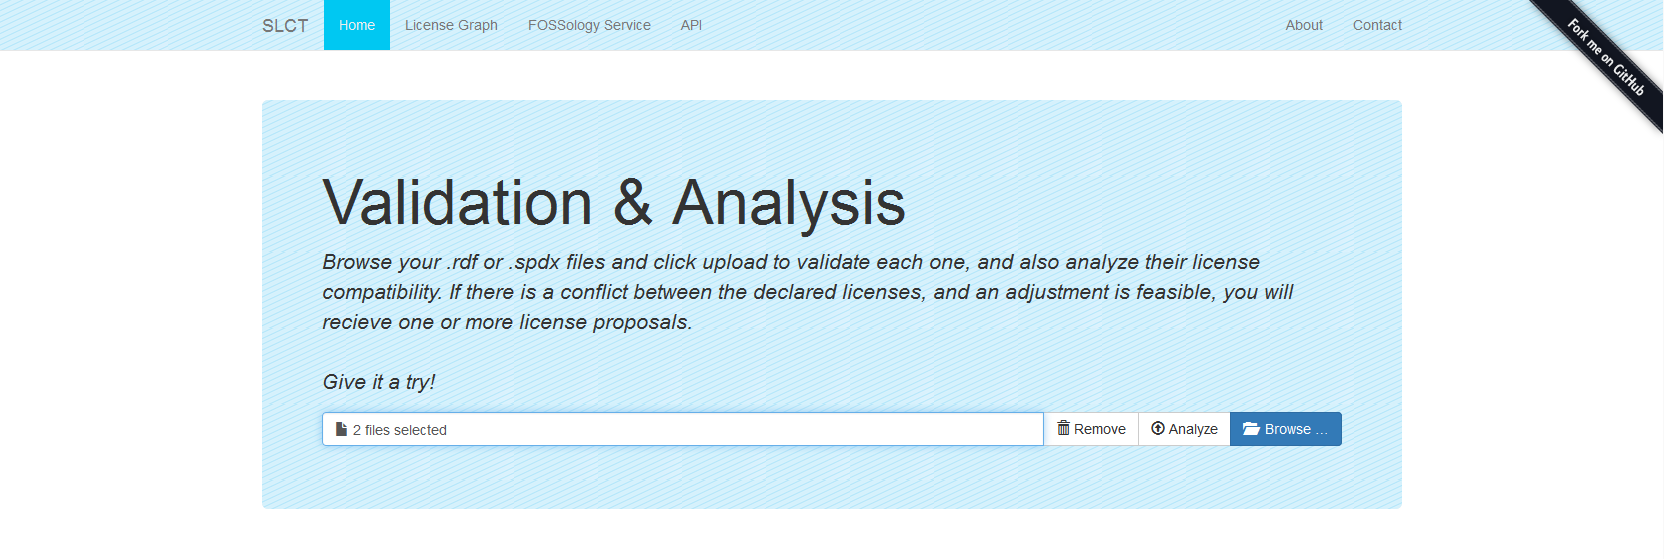 SLCT Home License Graph FOSSology Service API About Contact
Fork me on GitHub
Validation & Analysis
Browse your .rdf or .spdx files and click upload to validate each one, and also analyze their license
compatibility. If there is a conflict between the declared licenses, and an adjustment is feasible, you will
recieve one or more license proposals.
Give it a try!
2 files selected Remove Analyze Browse ...